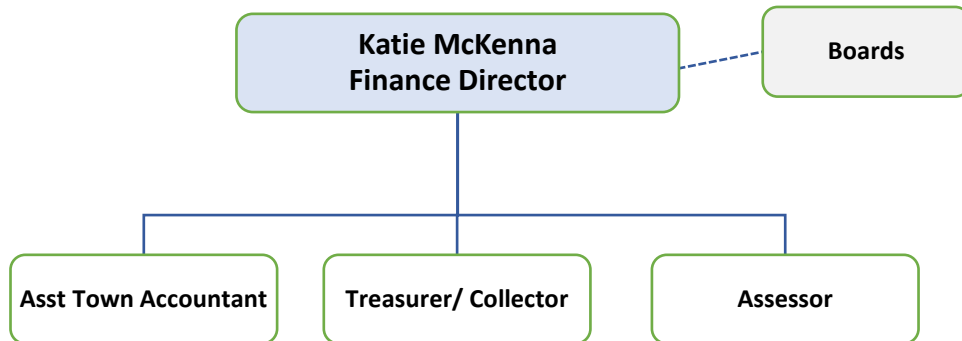 Katie McKenna
Finance Director
Boards
Asst Town Accountant
Treasurer/ Collector
Assessor